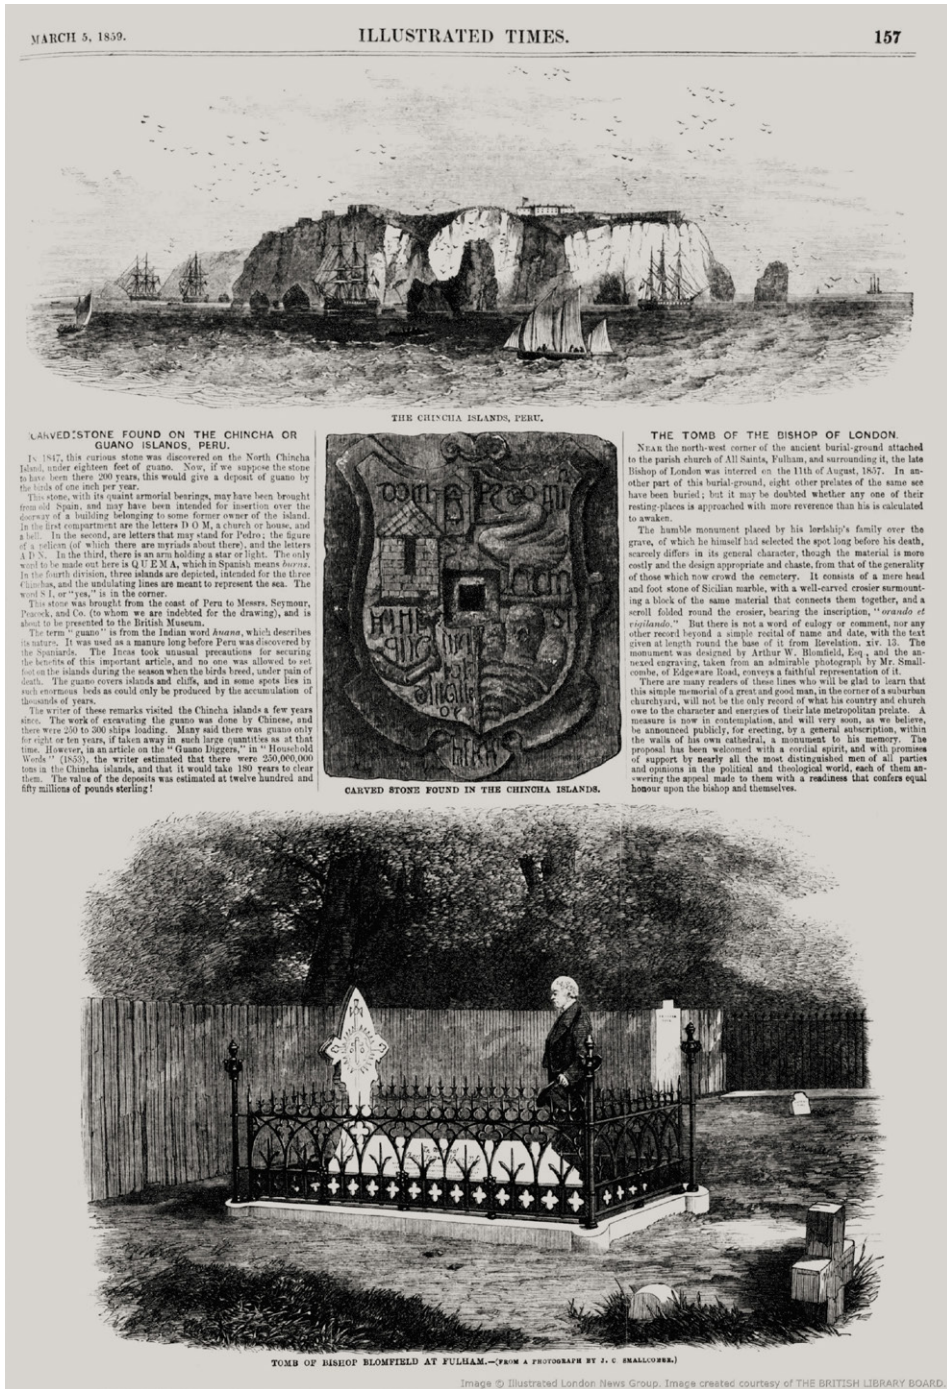 MARCH 5, 1859.
ILLUSTRATED TIMES.
157
THE CHINCHA ISLANDS, PERU.
CARVED STONE FOUND ON THE CHINCHA OR
GUANO ISLANDS, PERU.
IN 1847, this curious stone was discovered on the North Chincha
Island, under eighteen feet of guano. Now, if we suppose the stone
to have been there 200 years, this would give a deposit of guano by
the birds of one inch per year.
This stone, with its quaint armorial bearings, may have been brought
from old Spain, and may have been intended for insertion over the
doorway of a building belonging to some former owner of the island.
In the first compartment are the letters D O M, a church or house, and
a bell. In the second, are letters that may stand for Pedro; the figure
of a pelican (of which there are myriads about there), and the letters
A D N. In the third, there is an arm holding a star or light. The only
word to be made out here is Q U E M A, which in Spanish means burns.
In the fourth division, three islands are depicted, intended for the three
Chinchas, and the undulating lines are meant to represent the sea. The
word S I, or "yes," is in the corner.
This stone was brought from the coast of Peru to Messrs. Seymour,
Peacock, and Co. (to whom we are indebted for the drawing), and is
about to be presented to the British Museum.
The term "guano" is from the Indian word huana, which describes
its nature. It was used as a manure long before Peru was discovered by
the Spaniards. The Incas took unusual precautions for securing
the benefits of this important article, and no one was allowed to set
foot on the islands during the season when the birds breed, under pain of
death. The guano covers islands and cliffs, and in some spots lies in
such enormous beds as could only be produced by the accumulation of
thousands of years.
The writer of these remarks visited the Chincha islands a few years
since. The work of excavating the guano was done by Chinese, and
there were 250 to 300 ships loading. Many said there was guano only
for eight or ten years, if taken away in such large quantities as at that
time. However, in an article on the "Guano Diggers," in "Household
Words" (1853), the writer estimated that there were 250,000,000
tons in the Chincha islands, and that it would take 180 years to clear
them. The value of the deposits was estimated at twelve hundred and
fifty millions of pounds sterling!
CARVED STONE FOUND IN THE CHINCHA ISLANDS.
THE TOMB OF THE BISHOP OF LONDON.
NEAR the north-west corner of the ancient burial-ground attached
to the parish church of All Saints, Fulham, and surrounding it, the late
Bishop of London was interred on the 11th of August, 1857. In an-
other part of this burial-ground, eight other prelates of the same see
have been buried; but it may be doubted whether any one of their
resting-places is approached with more reverence than his is calculated
to awaken.
The humble monument placed by his lordship's family over the
grave, of which he himself had selected the spot long before his death,
scarcely differs in its general character, though the material is more
costly and the design appropriate and chaste, from that of the generality
of those which now crowd the cemetery. It consists of a mere head
and foot stone of Sicilian marble, with a well-carved crosier surmount-
ing a block of the same material that connects them together, and a
scroll folded round the crosier, bearing the inscription, "orando et
vigilando." But there is not a word of eulogy or comment, nor any
other record beyond a simple recital of name and date, with the text
given at length round the base of it from Revelation, xiv. 13. The
monument was designed by Arthur W. Blomfield, Esq., and the an-
nexed engraving, taken from an admirable photograph by Mr. Small-
combe, of Edgeware Road, conveys a faithful representation of it.
There are many readers of these lines who will be glad to learn that
this simple memorial of a great and good man, in the corner of a suburban
churchyard, will not be the only record of what his country and church
owe to the character and energies of their late metropolitan prelate. A
measure is now in contemplation, and will very soon, as we believe,
be announced publicly, for erecting, by a general subscription, within
the walls of his own cathedral, a monument to his memory. The
proposal has been welcomed with a cordial spirit, and with promises
of support by nearly all the most distinguished men of all parties
and opinions in the political and theological world, each of them an-
swering the appeal made to them with a readiness that confers equal
honour upon the bishop and themselves.
TOMB OF BISHOP BLOMFIELD AT FULHAM.—(FROM A PHOTOGRAPH BY J. C. SMALLCOMBE.)
Image © Illustrated London News Group. Image created courtesy of THE BRITISH LIBRARY BOARD.